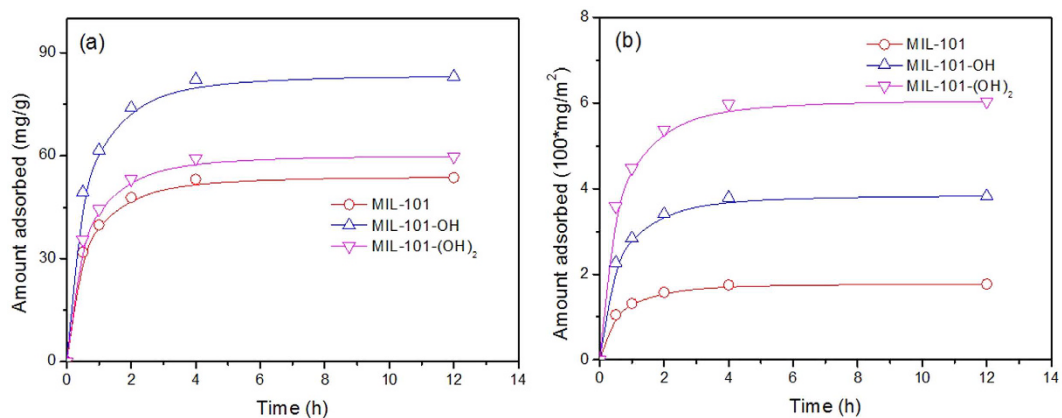 (a)
Amount adsorbed (mg/g)
90
60
30
0
MIL-101
MIL-101-OH
MIL-101-(OH)₂
0 2 4 6 8 10 12 14
Time (h)
(b)
Amount adsorbed (100*mg/m²)
8
6
4
2
0
MIL-101
MIL-101-OH
MIL-101-(OH)₂
0 2 4 6 8 10 12 14
Time (h)